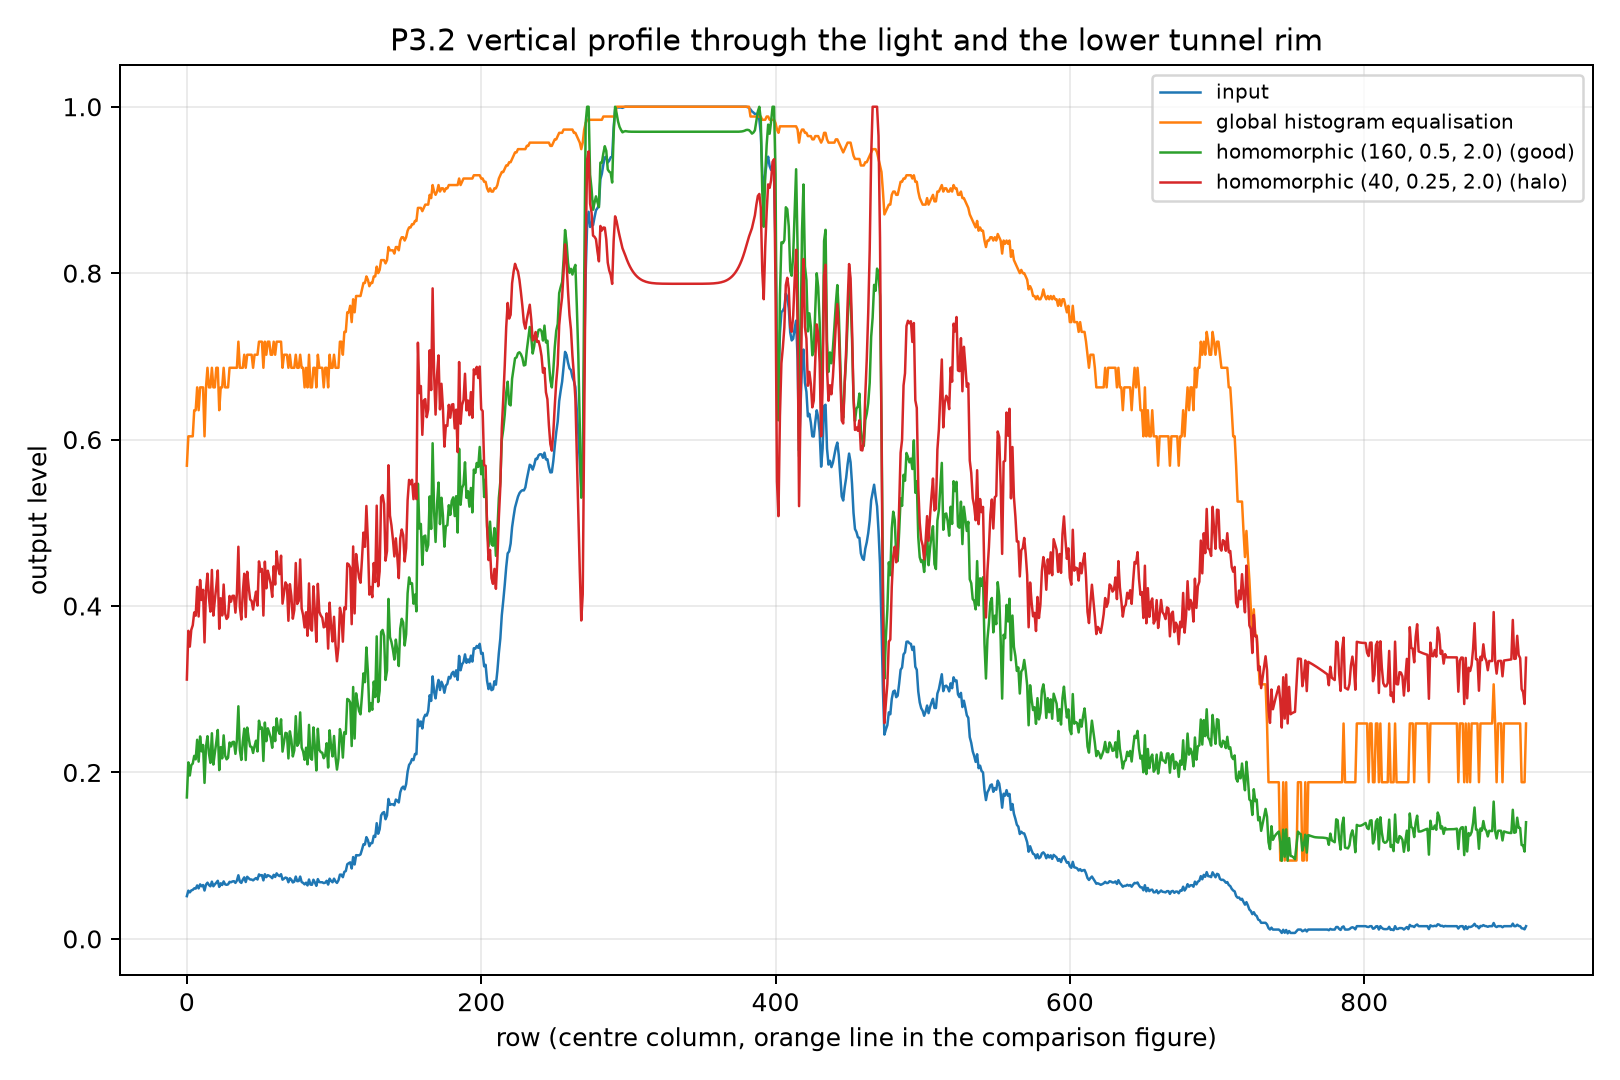 P3.2 vertical profile through the light and the lower tunnel rim
input
global histogram equalisation
homomorphic (160, 0.5, 2.0) (good)
homomorphic (40, 0.25, 2.0) (halo)
output level
1.0
0.8
0.6
0.4
0.2
0.0
0 200 400 600 800
row (centre column, orange line in the comparison figure)